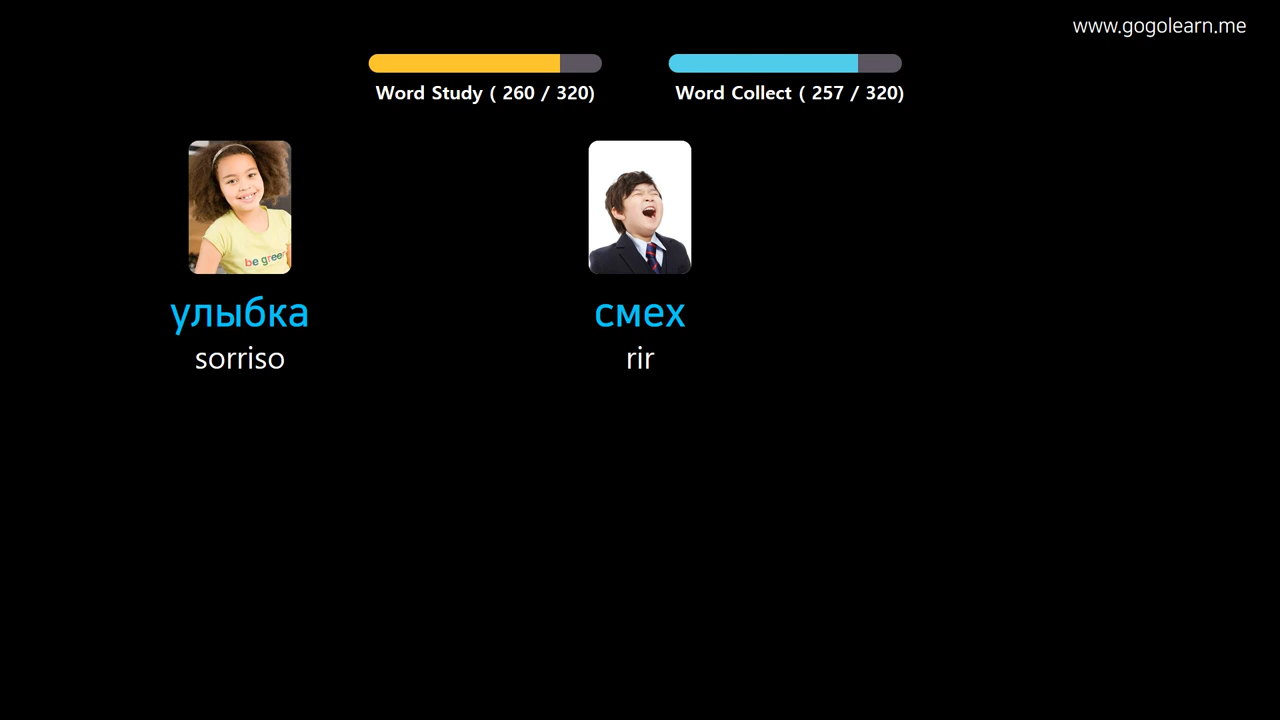 www.gogolearn.me
Word Study ( 260 / 320)
Word Collect ( 257 / 320)
be green
улыбка
смех
sorriso
rir